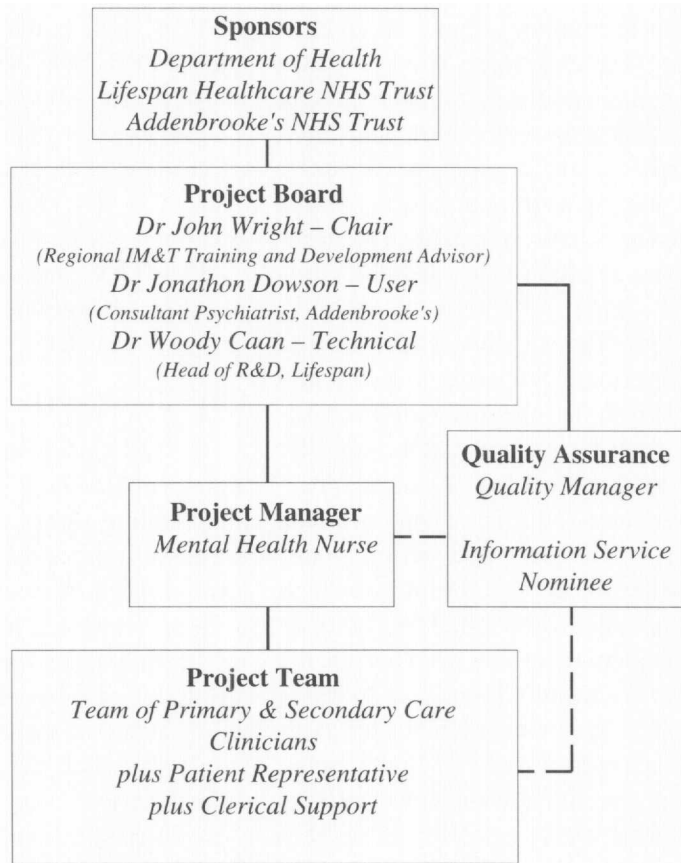 Sponsors
Department of Health
Lifespan Healthcare NHS Trust
Addenbrooke's NHS Trust
Project Board
Dr John Wright – Chair
(Regional IM&T Training and Development Advisor)
Dr Jonathon Dowson – User
(Consultant Psychiatrist, Addenbrooke's)
Dr Woody Caan – Technical
(Head of R&D, Lifespan)
Project Manager
Mental Health Nurse
Quality Assurance
Quality Manager
Information Service
Nominee
Project Team
Team of Primary & Secondary Care
Clinicians
plus Patient Representative
plus Clerical Support